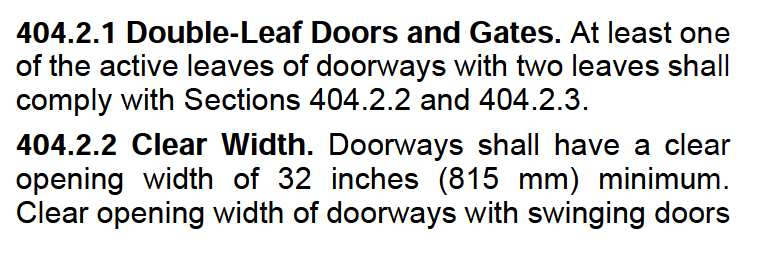 404.2.1 Double-Leaf Doors and Gates. At least one
of the active leaves of doorways with two leaves shall
comply with Sections 404.2.2 and 404.2.3.
404.2.2 Clear Width. Doorways shall have a clear
opening width of 32 inches (815 mm) minimum.
Clear opening width of doorways with swinging doors